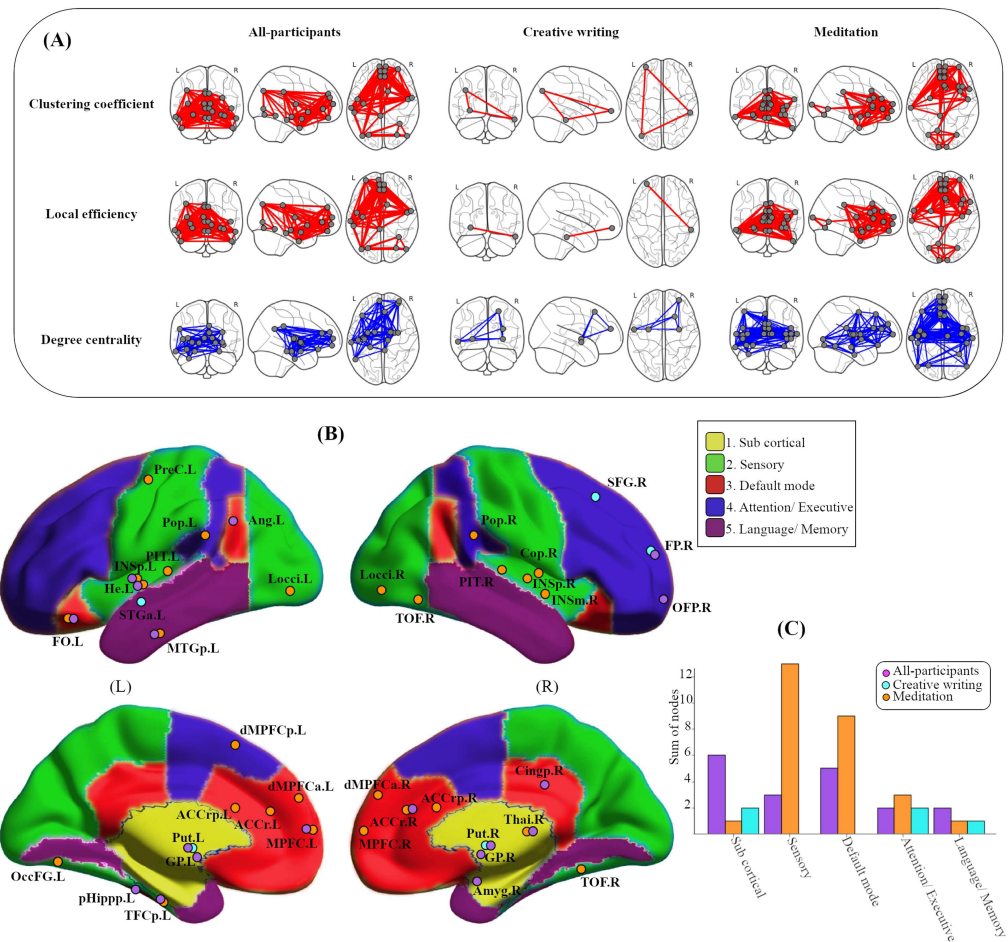 (A)
All-participants
Creative writing
Meditation
L R
L R
L R
L R
L R
L R
Clustering coefficient
L R
L R
L R
L R
L R
L R
Local efficiency
L R
L R
L R
L R
L R
L R
Degree centrality
(B)
1. Sub cortical
2. Sensory
3. Default mode
4. Attention/ Executive
5. Language/ Memory
PreC.L
Pop.L
Ang.L
PIT.L
INSp.L
He.L
Locci.L
STGa.L
FO.L
MTGp.L
SFG.R
Pop.R
FP.R
Cop.R
Locci.R
PIT.R
INSp.R
INSm.R
TOF.R
OFP.R
(L)
(R)
dMPFCp.L
dMPFCa.L
ACCrp.L
ACCr.L
Put.L
MPFC.L
GP.L
OccFG.L
pHippp.L
TFCp.L
Cingp.R
dMPFCa.R
ACCrp.R
ACCr.R
Put.R
Thai.R
MPFC.R
GP.R
Amyg.R
TOF.R
(C)
All-participants
Creative writing
Meditation
Sum of nodes
12
10
8
6
4
2
Sub cortical
Sensory
Default mode
Attention/ Executive
Language/ Memory